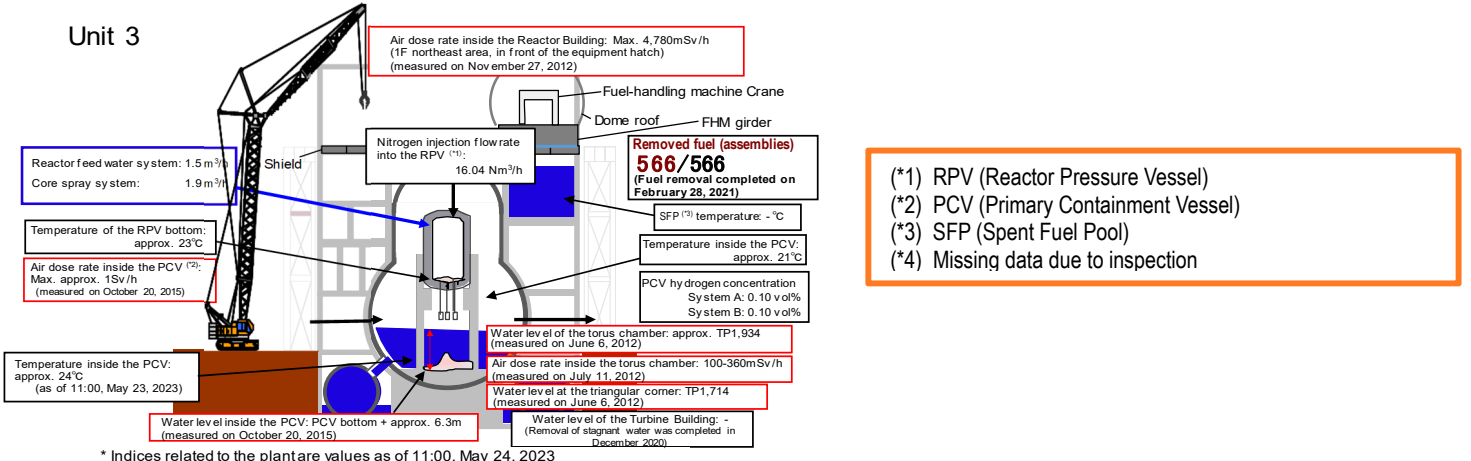 Unit 3
Air dose rate inside the Reactor Building: Max. 4,780mSv/h
(1F northeast area, in front of the equipment hatch)
(measured on November 27, 2012)
Fuel-handling machine Crane
Dome roof
FHM girder
Shield
Nitrogen injection flow rate
into the RPV (*1):
16.04 Nm³/h
Removed fuel (assemblies)
566/566
(Fuel removal completed on
February 28, 2021)
Reactor feed water system: 1.5 m³/h
Core spray system: 1.9 m³/h
SFP (*3) temperature: - °C
Temperature of the RPV bottom:
approx. 23°C
Temperature inside the PCV:
approx. 21°C
Air dose rate inside the PCV (*2):
Max. approx. 1Sv/h
(measured on October 20, 2015)
PCV hydrogen concentration
System A: 0.10 vol%
System B: 0.10 vol%
Water level of the torus chamber: approx. TP1,934
(measured on June 6, 2012)
Temperature inside the PCV:
approx. 24°C
(as of 11:00, May 23, 2023)
Air dose rate inside the torus chamber: 100-360mSv/h
(measured on July 11, 2012)
Water level at the triangular corner: TP1,714
(measured on June 6, 2012)
Water level inside the PCV: PCV bottom + approx. 6.3m
(measured on October 20, 2015)
Water level of the Turbine Building: -
(Removal of stagnant water was completed in
December 2020)
* Indices related to the plant are values as of 11:00, May 24, 2023
(*1) RPV (Reactor Pressure Vessel)
(*2) PCV (Primary Containment Vessel)
(*3) SFP (Spent Fuel Pool)
(*4) Missing data due to inspection